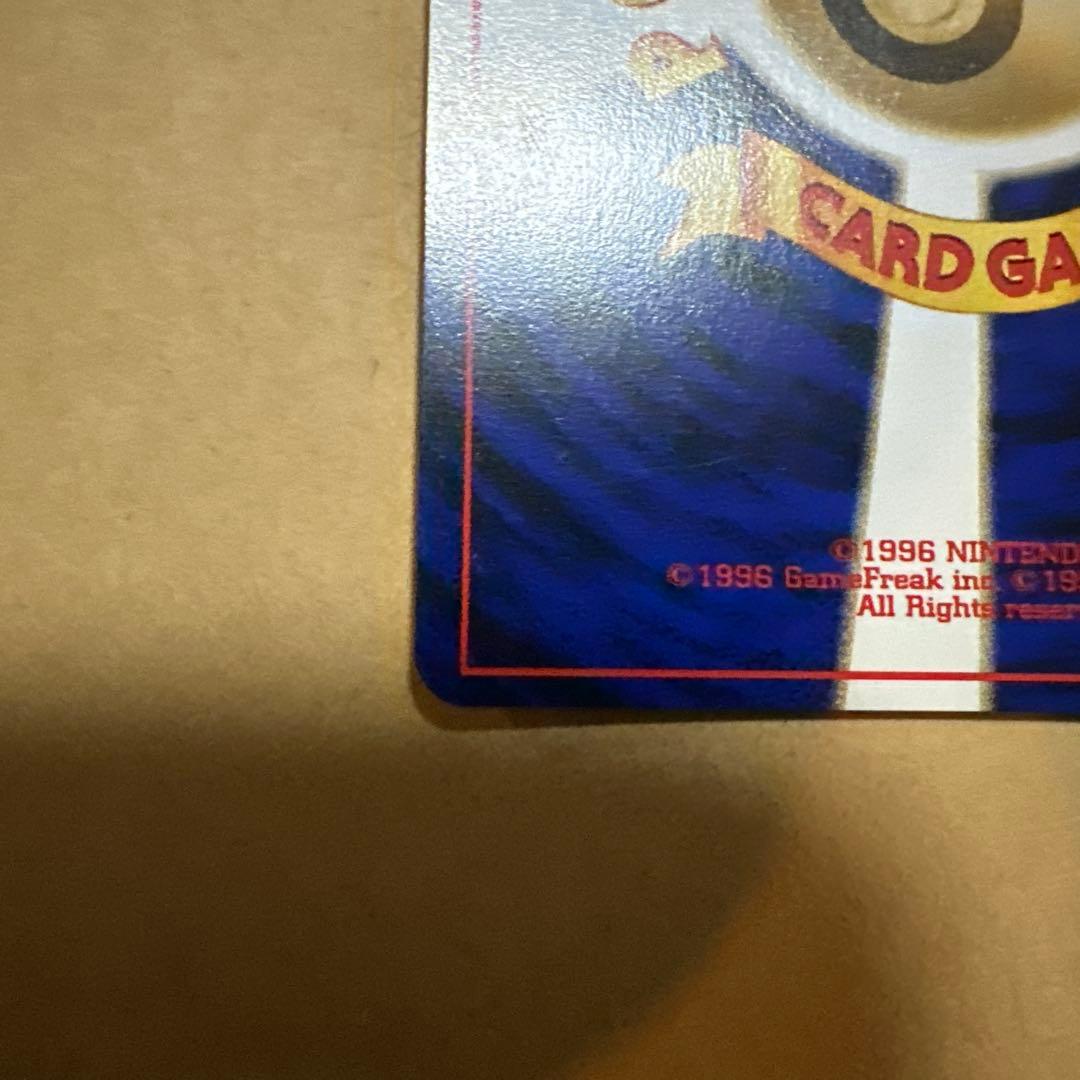 CARD GA
©1996 NINTEND
©1996 GameFreak inc. ©19
All Rights reser